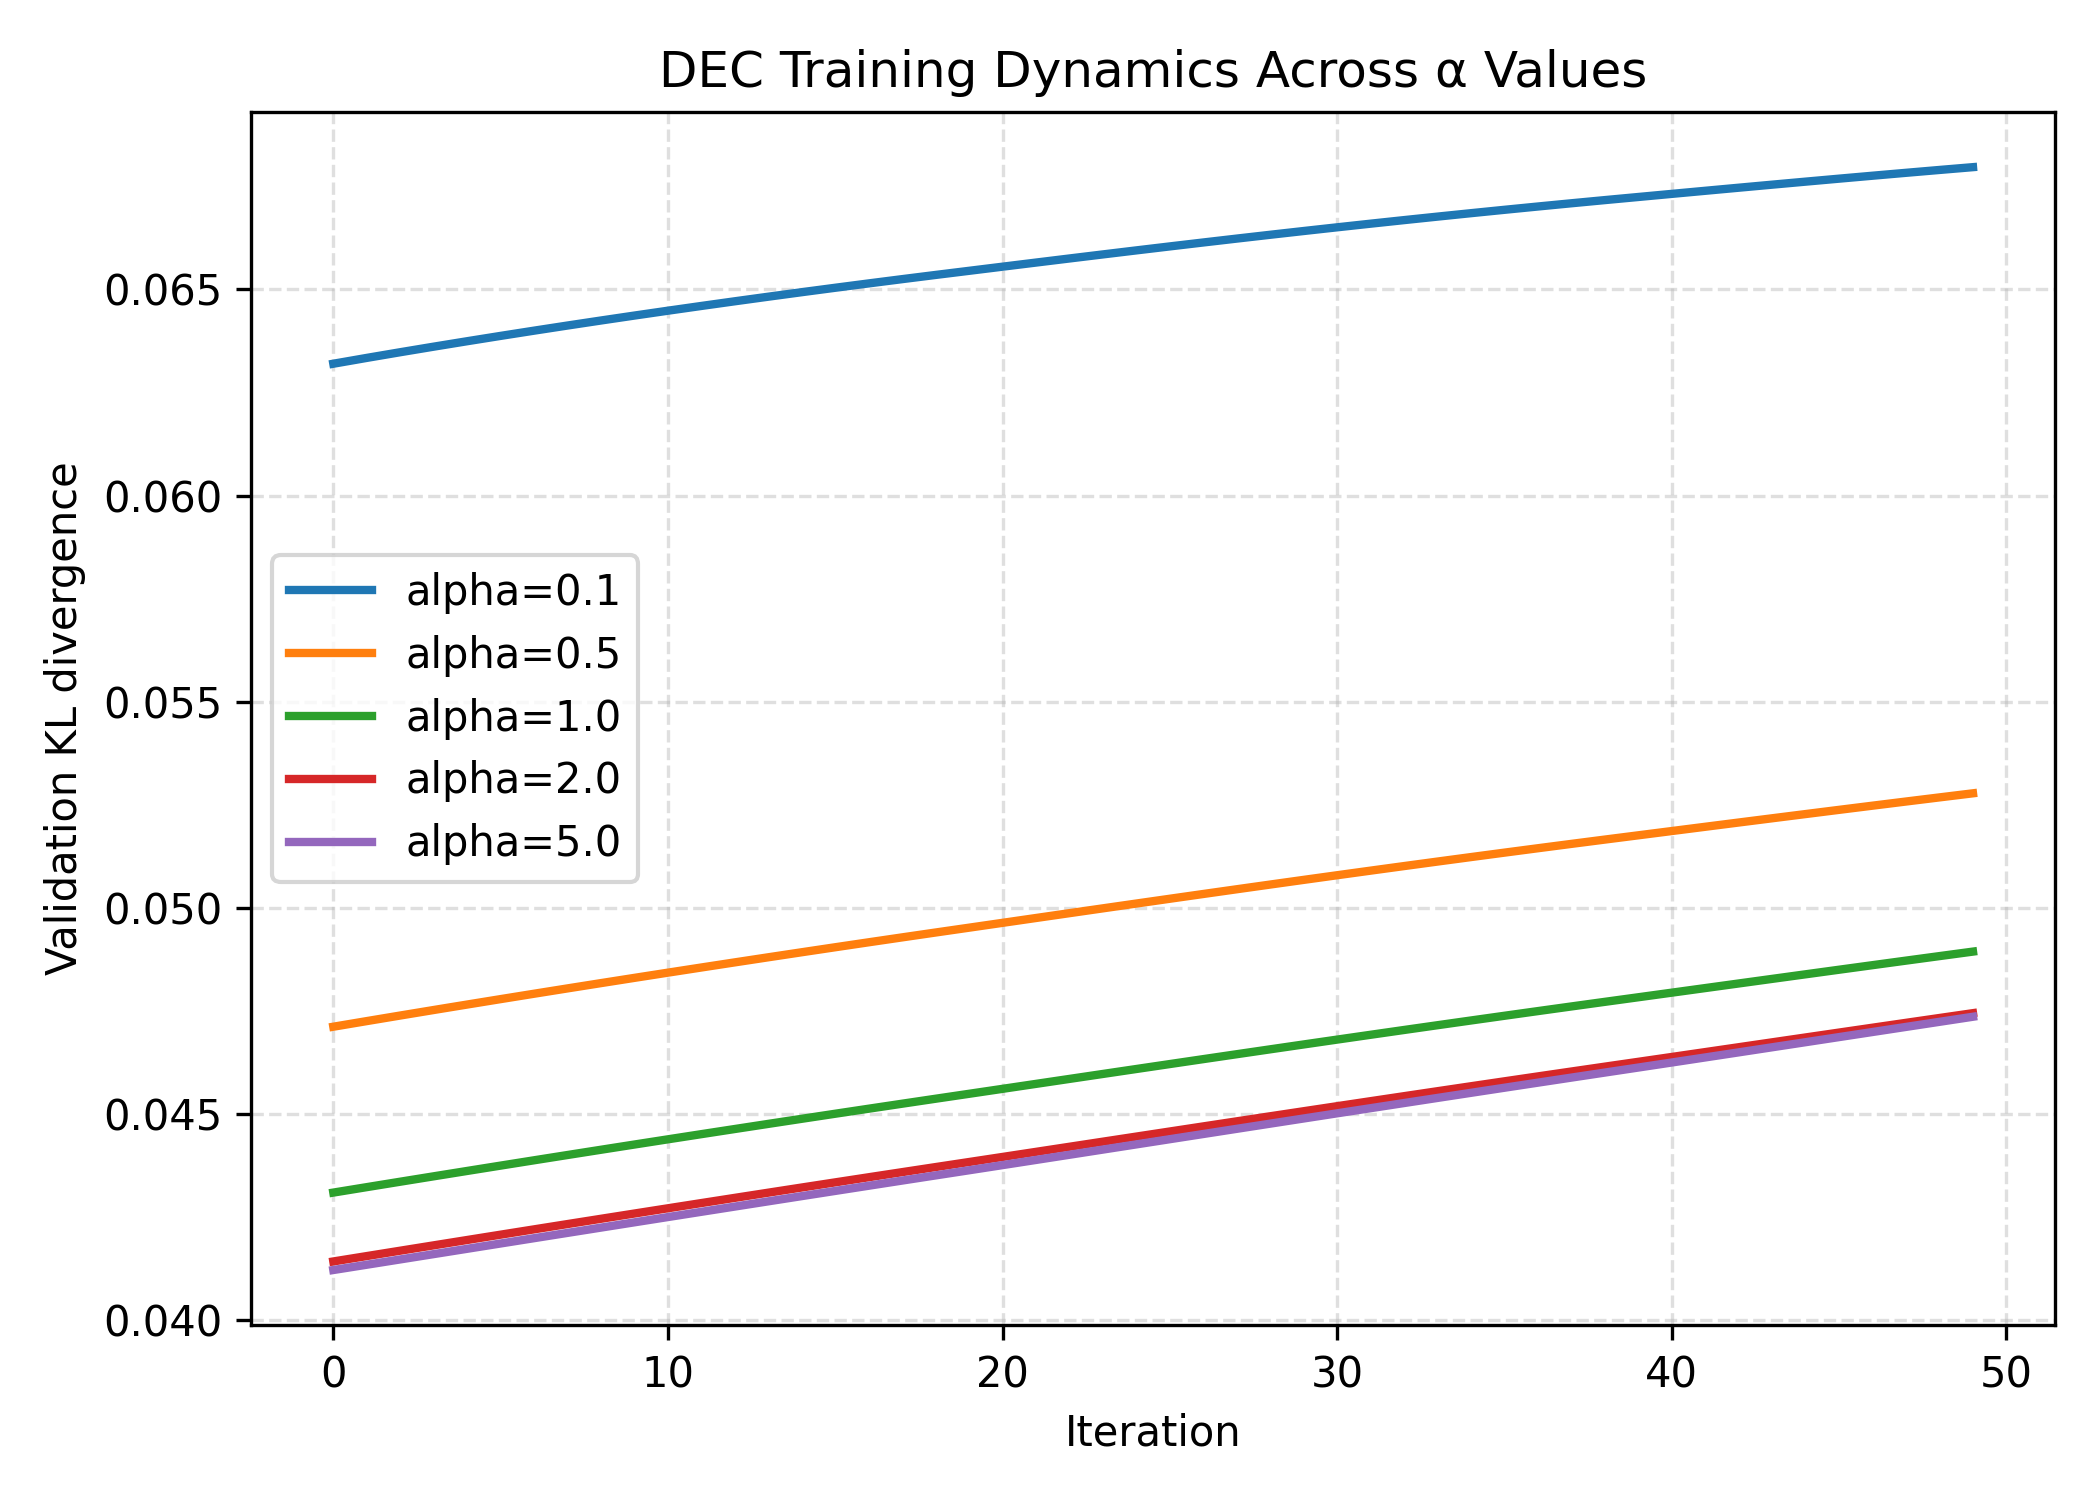 DEC Training Dynamics Across α Values
Validation KL divergence
0.065
0.060
0.055
0.050
0.045
0.040
alpha=0.1
alpha=0.5
alpha=1.0
alpha=2.0
alpha=5.0
0 10 20 30 40 50
Iteration